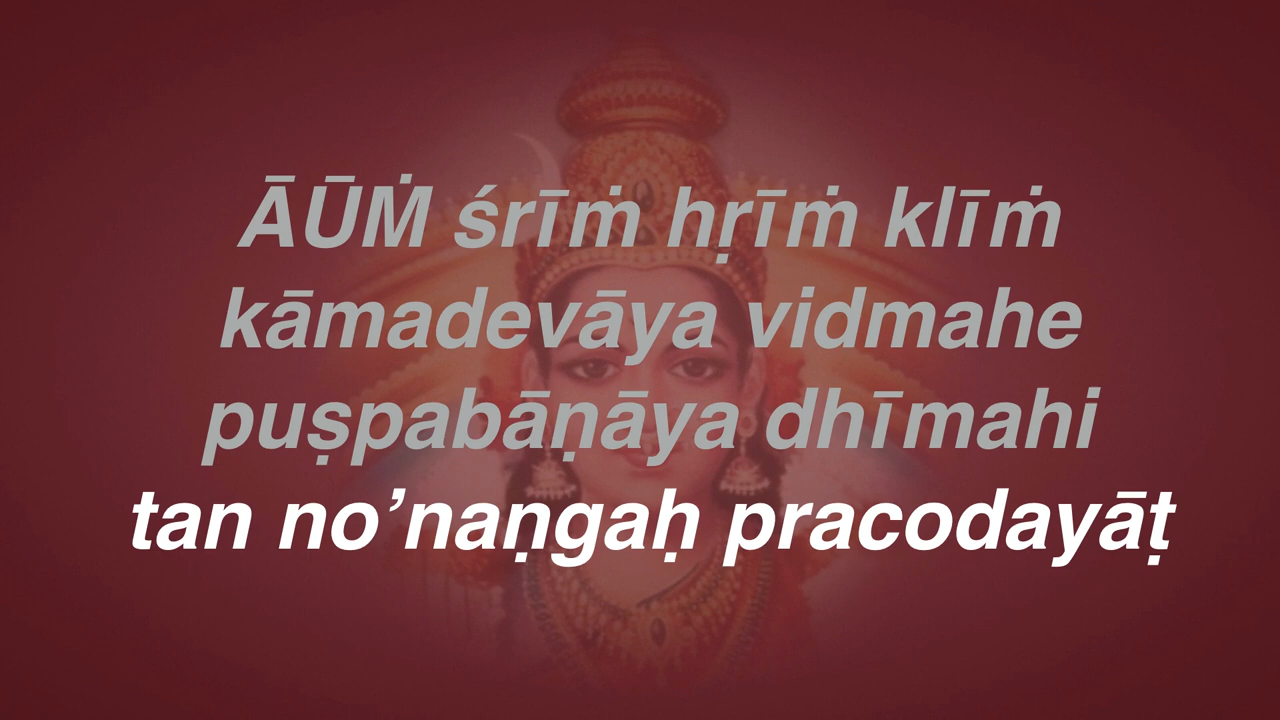 ĀŪṀ śrīṁ hṛīṁ klīṁ
kāmadevāya vidmahe
puṣpabāṇāya dhīmahi
tan no’naṇgaḥ pracodayāṭ